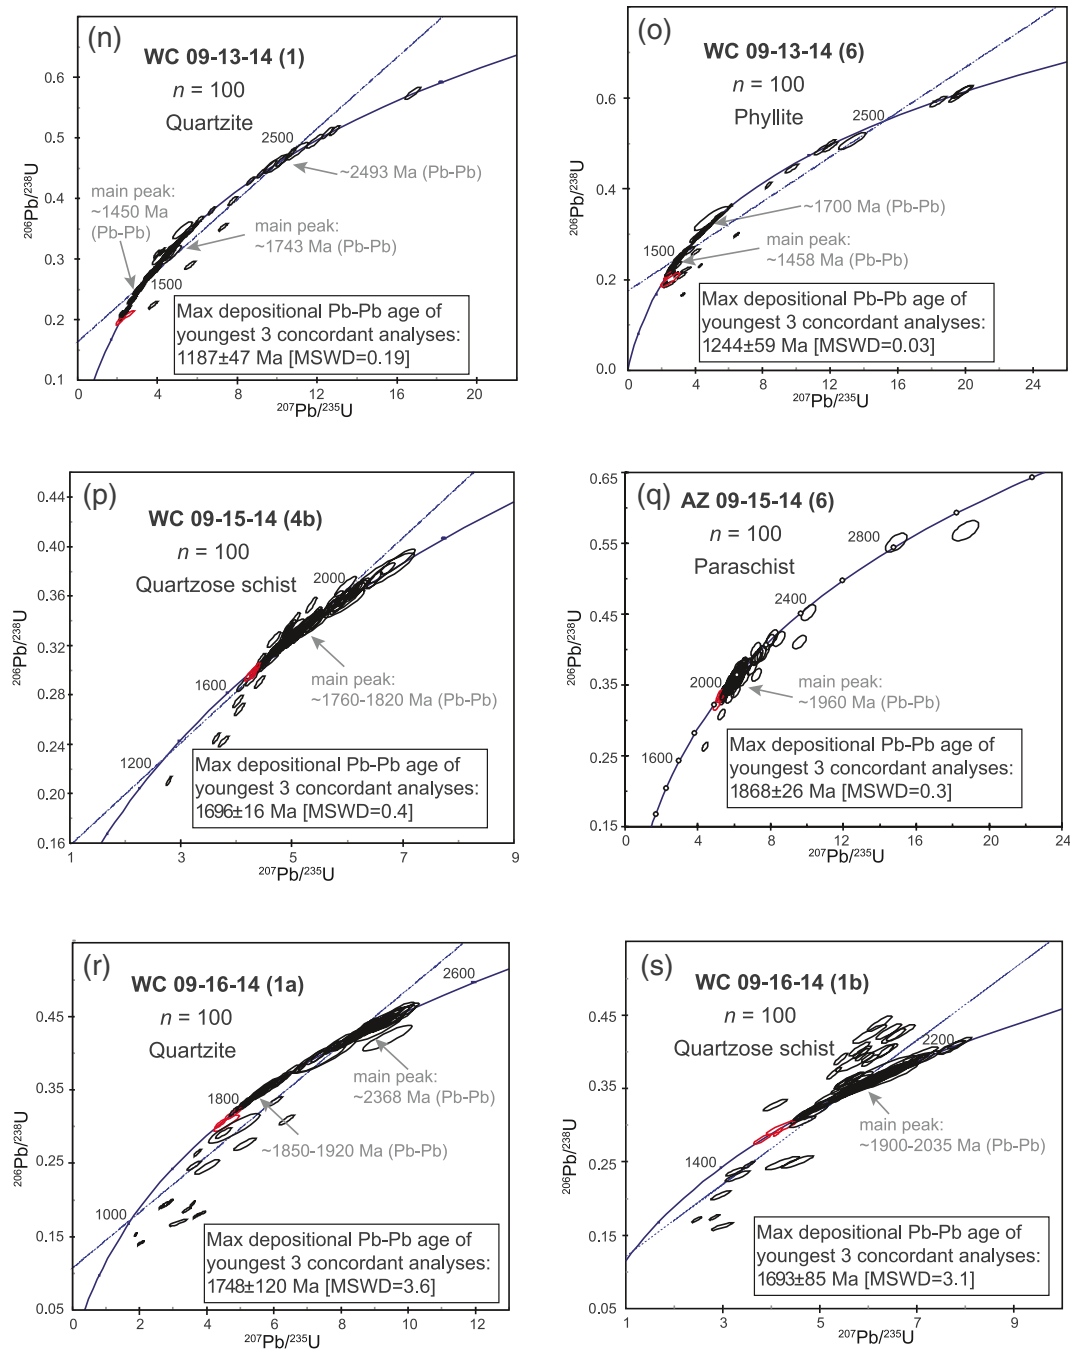 (n)
WC 09-13-14 (1)
n = 100
Quartzite
2500
~2493 Ma (Pb-Pb)
main peak:
~1450 Ma
(Pb-Pb)
main peak:
~1743 Ma (Pb-Pb)
1500
Max depositional Pb-Pb age of
youngest 3 concordant analyses:
1187±47 Ma [MSWD=0.19]
0.6
0.5
0.4
0.3
0.2
0.1
206Pb/238U
0 4 8 12 16 20
207Pb/235U
(o)
WC 09-13-14 (6)
n = 100
Phyllite
2500
~1700 Ma (Pb-Pb)
1500
main peak:
~1458 Ma (Pb-Pb)
Max depositional Pb-Pb age of
youngest 3 concordant analyses:
1244±59 Ma [MSWD=0.03]
0.6
0.4
0.2
0.0
206Pb/238U
0 4 8 12 16 20 24
207Pb/235U
(p)
WC 09-15-14 (4b)
n = 100
Quartzose schist
2000
1600
main peak:
~1760-1820 Ma (Pb-Pb)
1200
Max depositional Pb-Pb age of
youngest 3 concordant analyses:
1696±16 Ma [MSWD=0.4]
0.44
0.40
0.36
0.32
0.28
0.24
0.20
0.16
206Pb/238U
1 3 5 7 9
207Pb/235U
(q)
AZ 09-15-14 (6)
n = 100
Paraschist
2800
2400
2000
main peak:
~1960 Ma (Pb-Pb)
1600
Max depositional Pb-Pb age of
youngest 3 concordant analyses:
1868±26 Ma [MSWD=0.3]
0.65
0.55
0.45
0.35
0.25
0.15
206Pb/238U
0 4 8 12 16 20 24
207Pb/235U
(r)
WC 09-16-14 (1a)
n = 100
Quartzite
2600
1800
main peak:
~2368 Ma (Pb-Pb)
~1850-1920 Ma (Pb-Pb)
1000
Max depositional Pb-Pb age of
youngest 3 concordant analyses:
1748±120 Ma [MSWD=3.6]
0.45
0.35
0.25
0.15
0.05
206Pb/238U
0 2 4 6 8 10 12
207Pb/235U
(s)
WC 09-16-14 (1b)
n = 100
Quartzose schist
2200
main peak:
~1900-2035 Ma (Pb-Pb)
1400
Max depositional Pb-Pb age of
youngest 3 concordant analyses:
1693±85 Ma [MSWD=3.1]
0.45
0.35
0.25
0.15
0.05
206Pb/238U
1 3 5 7 9
207Pb/235U